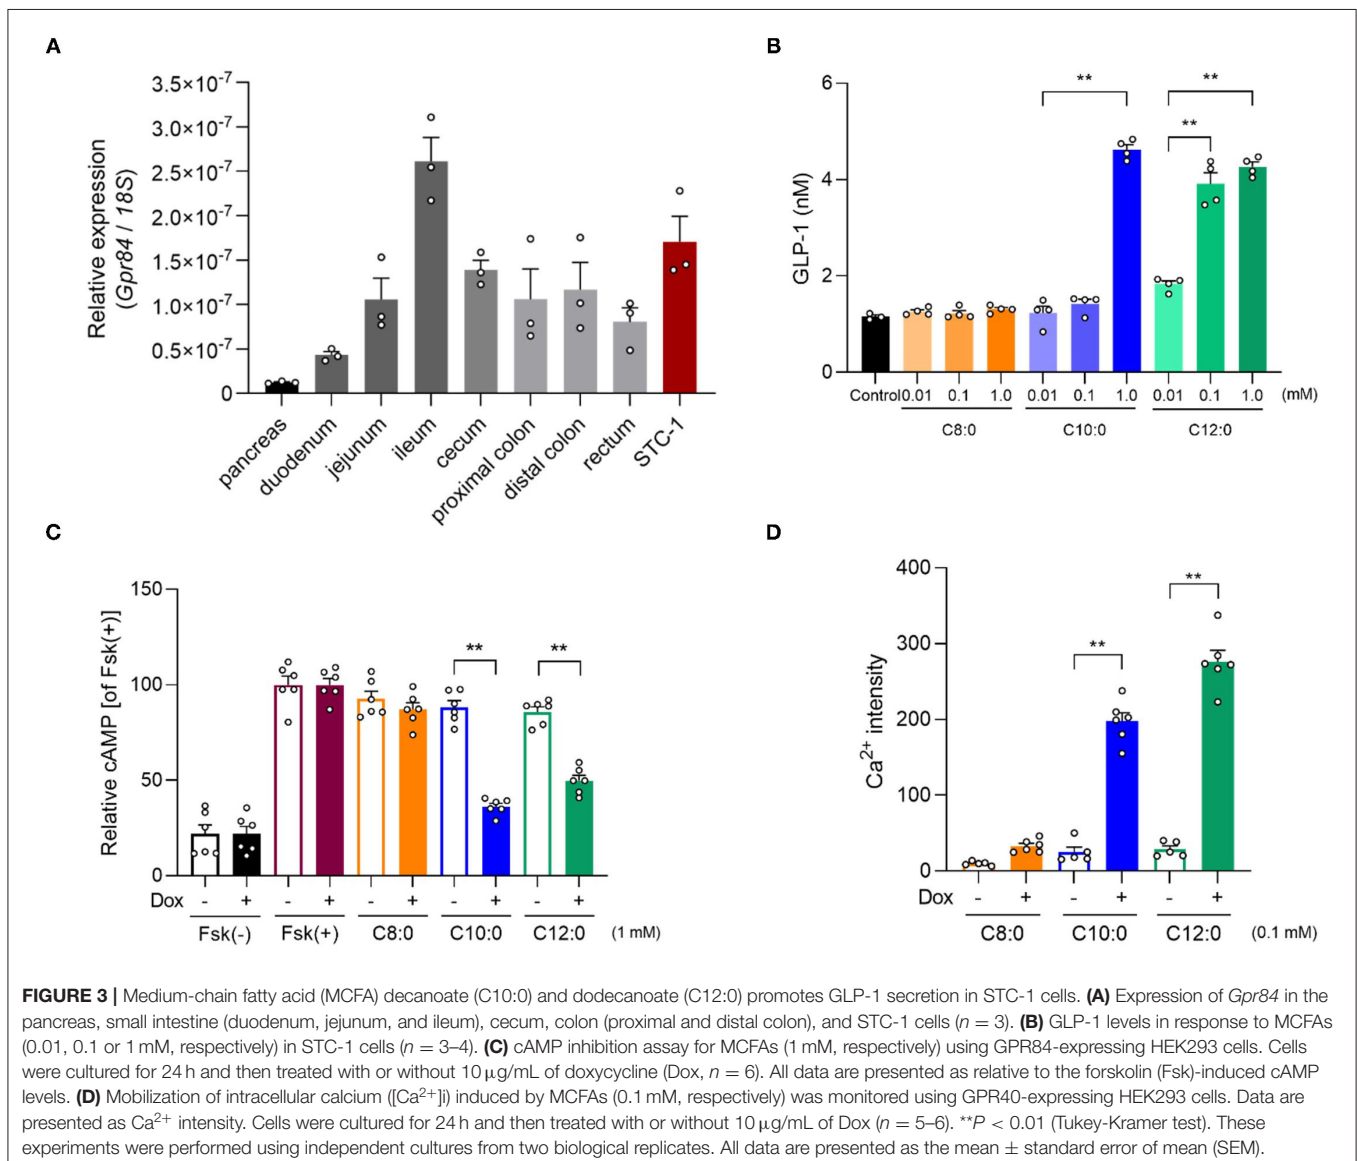 A
Relative expression
(Gpr84 / 18S)
3.5×10⁻⁷
3.0×10⁻⁷
2.5×10⁻⁷
2.0×10⁻⁷
1.5×10⁻⁷
1.0×10⁻⁷
0.5×10⁻⁷
0
pancreas
duodenum
jejunum
ileum
cecum
proximal colon
distal colon
rectum
STC-1
B
GLP-1 (nM)
6
4
2
0
** **
**
Control 0.01 0.1 1.0 0.01 0.1 1.0 0.01 0.1 1.0 (mM)
C8:0 C10:0 C12:0
C
Relative cAMP [of Fsk(+)]
150
100
50
0
** **
Dox - + - + - + - + - +
Fsk(-) Fsk(+) C8:0 C10:0 C12:0 (1 mM)
D
Ca²⁺ intensity
400
300
200
100
0
**
**
Dox - + - + - +
C8:0 C10:0 C12:0 (0.1 mM)
FIGURE 3 | Medium-chain fatty acid (MCFA) decanoate (C10:0) and dodecanoate (C12:0) promotes GLP-1 secretion in STC-1 cells. (A) Expression of Gpr84 in the
pancreas, small intestine (duodenum, jejunum, and ileum), cecum, colon (proximal and distal colon), and STC-1 cells (n = 3). (B) GLP-1 levels in response to MCFAs
(0.01, 0.1 or 1 mM, respectively) in STC-1 cells (n = 3–4). (C) cAMP inhibition assay for MCFAs (1 mM, respectively) using GPR84-expressing HEK293 cells. Cells
were cultured for 24 h and then treated with or without 10 μg/mL of doxycycline (Dox, n = 6). All data are presented as relative to the forskolin (Fsk)-induced cAMP
levels. (D) Mobilization of intracellular calcium ([Ca²⁺]i) induced by MCFAs (0.1 mM, respectively) was monitored using GPR40-expressing HEK293 cells. Data are
presented as Ca²⁺ intensity. Cells were cultured for 24 h and then treated with or without 10 μg/mL of Dox (n = 5–6). **P < 0.01 (Tukey-Kramer test). These
experiments were performed using independent cultures from two biological replicates. All data are presented as the mean ± standard error of mean (SEM).